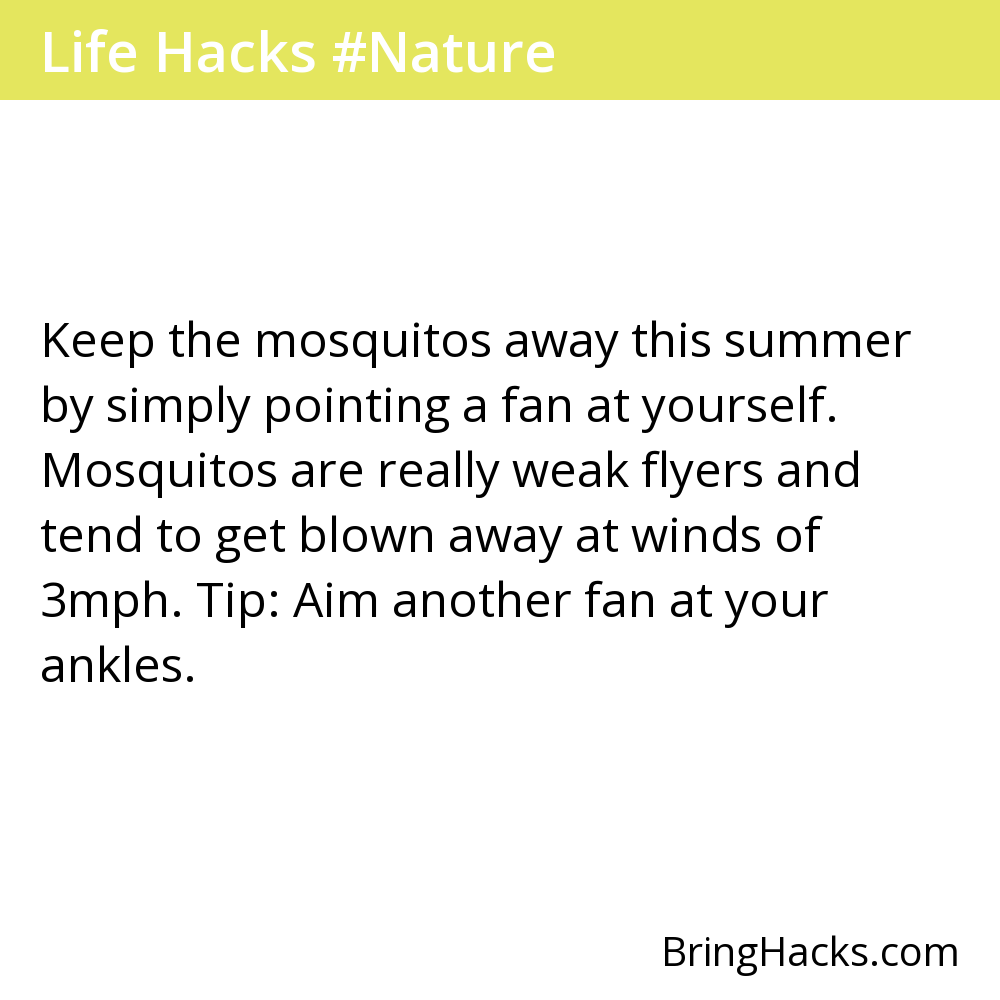 Life Hacks #Nature
Keep the mosquitos away this summer
by simply pointing a fan at yourself.
Mosquitos are really weak flyers and
tend to get blown away at winds of
3mph. Tip: Aim another fan at your
ankles.
BringHacks.com